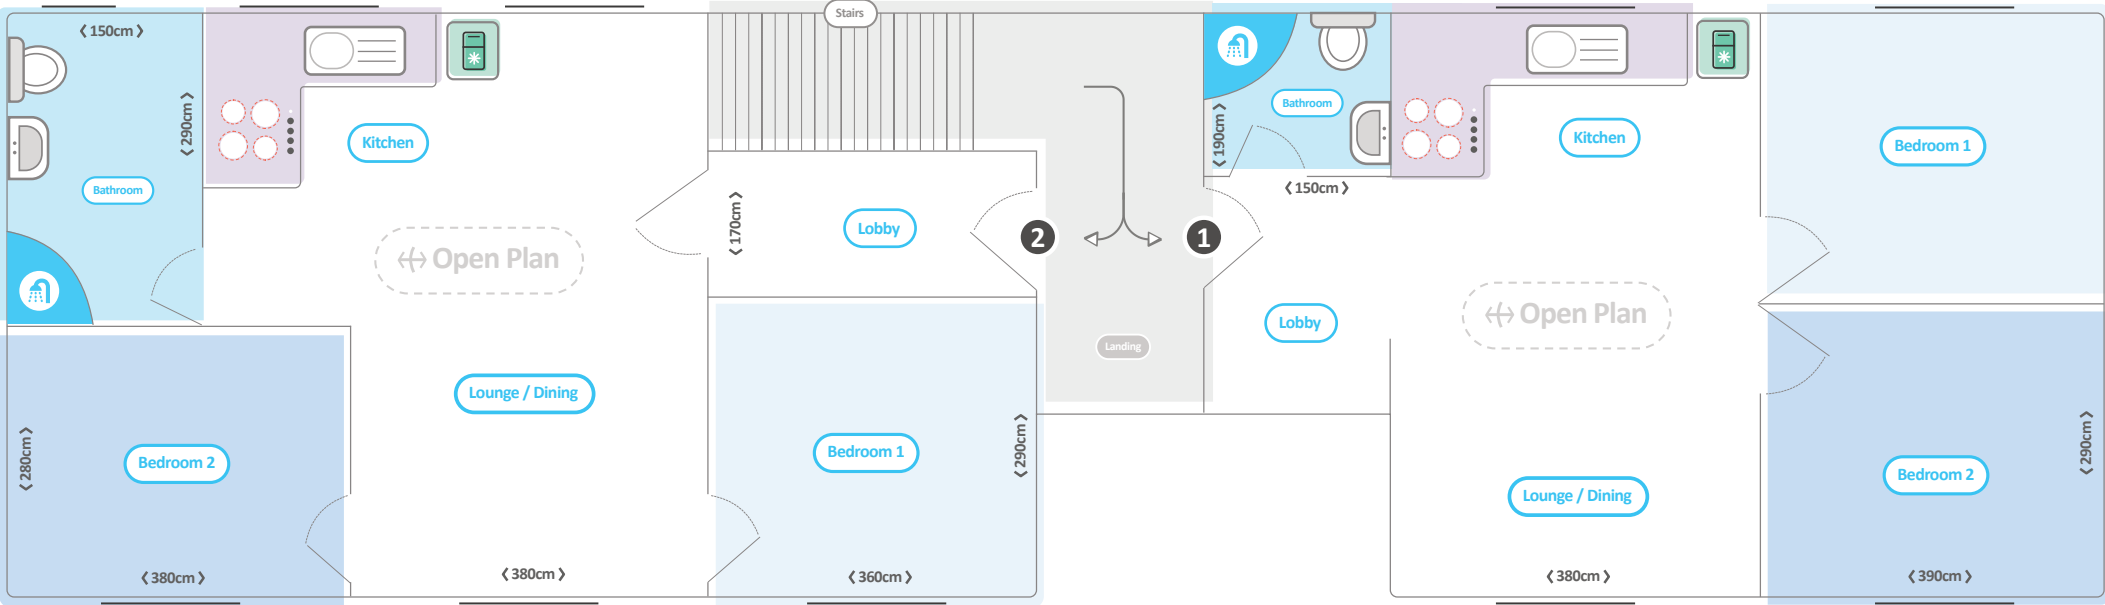 Stairs
150cm
290cm
Kitchen
Bathroom
Open Plan
170cm
Lobby
2
1
Landing
Lounge / Dining
Bedroom 2
280cm
380cm
380cm
Bedroom 1
290cm
360cm
Bathroom
190cm
150cm
Kitchen
Bedroom 1
Lobby
Open Plan
Lounge / Dining
380cm
Bedroom 2
290cm
390cm